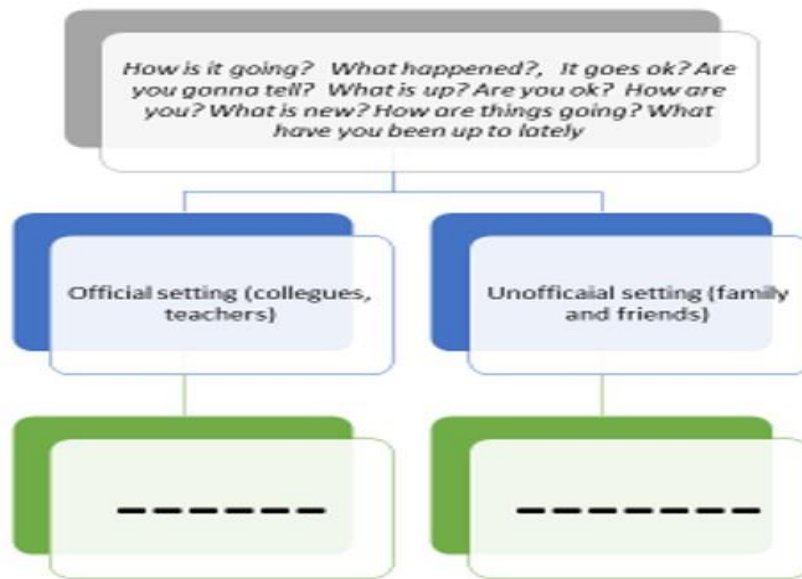 How is it going? What happened?, It goes ok? Are
you gonna tell? What is up? Are you ok? How are
you? What is new? How are things going? What
have you been up to lately
Official setting (collegues,
teachers)
Unofficaial setting (family
and friends)
------
-------